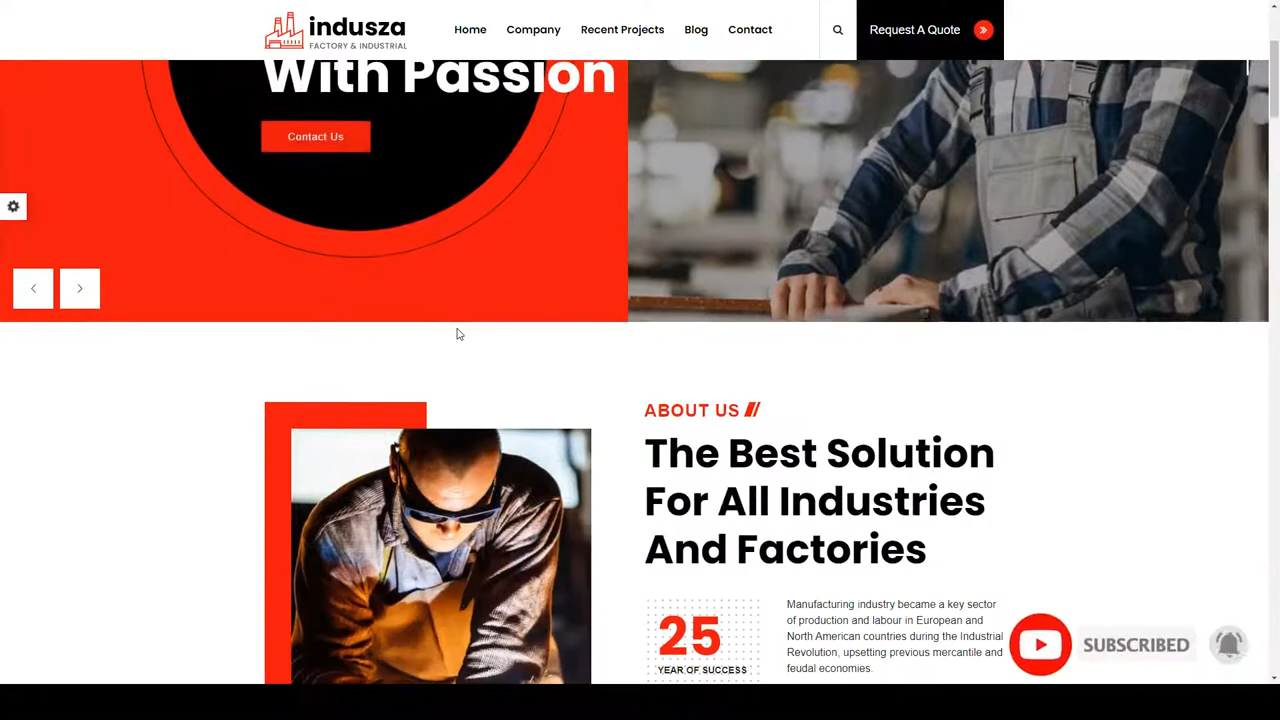 indusza
FACTORY & INDUSTRIAL
Home
Company
Recent Projects
Blog
Contact
Request A Quote
With Passion
Contact Us
ABOUT US
The Best Solution
For All Industries
And Factories
25
YEAR OF SUCCESS
Manufacturing industry became a key sector
of production and labour in European and
North American countries during the Industrial
Revolution, upsetting previous mercantile and
feudal economies.
SUBSCRIBED